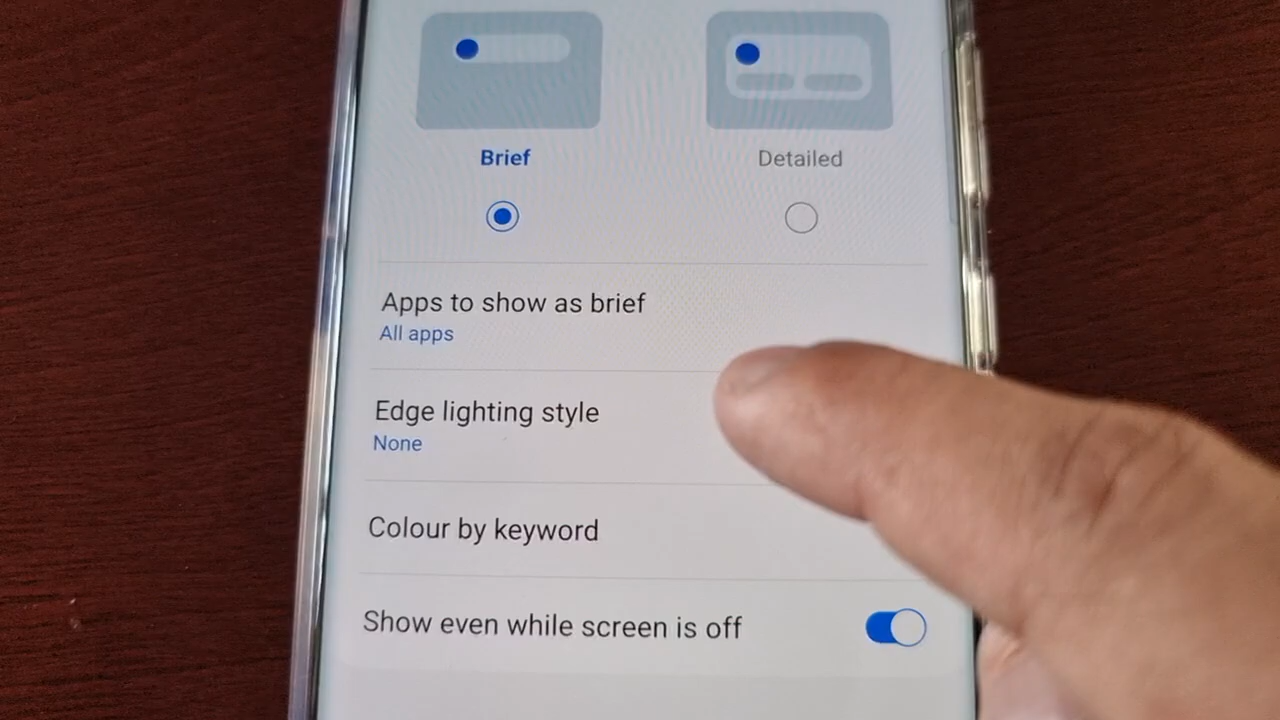 Brief
Detailed
Apps to show as brief
All apps
Edge lighting style
None
Colour by keyword
Show even while screen is off